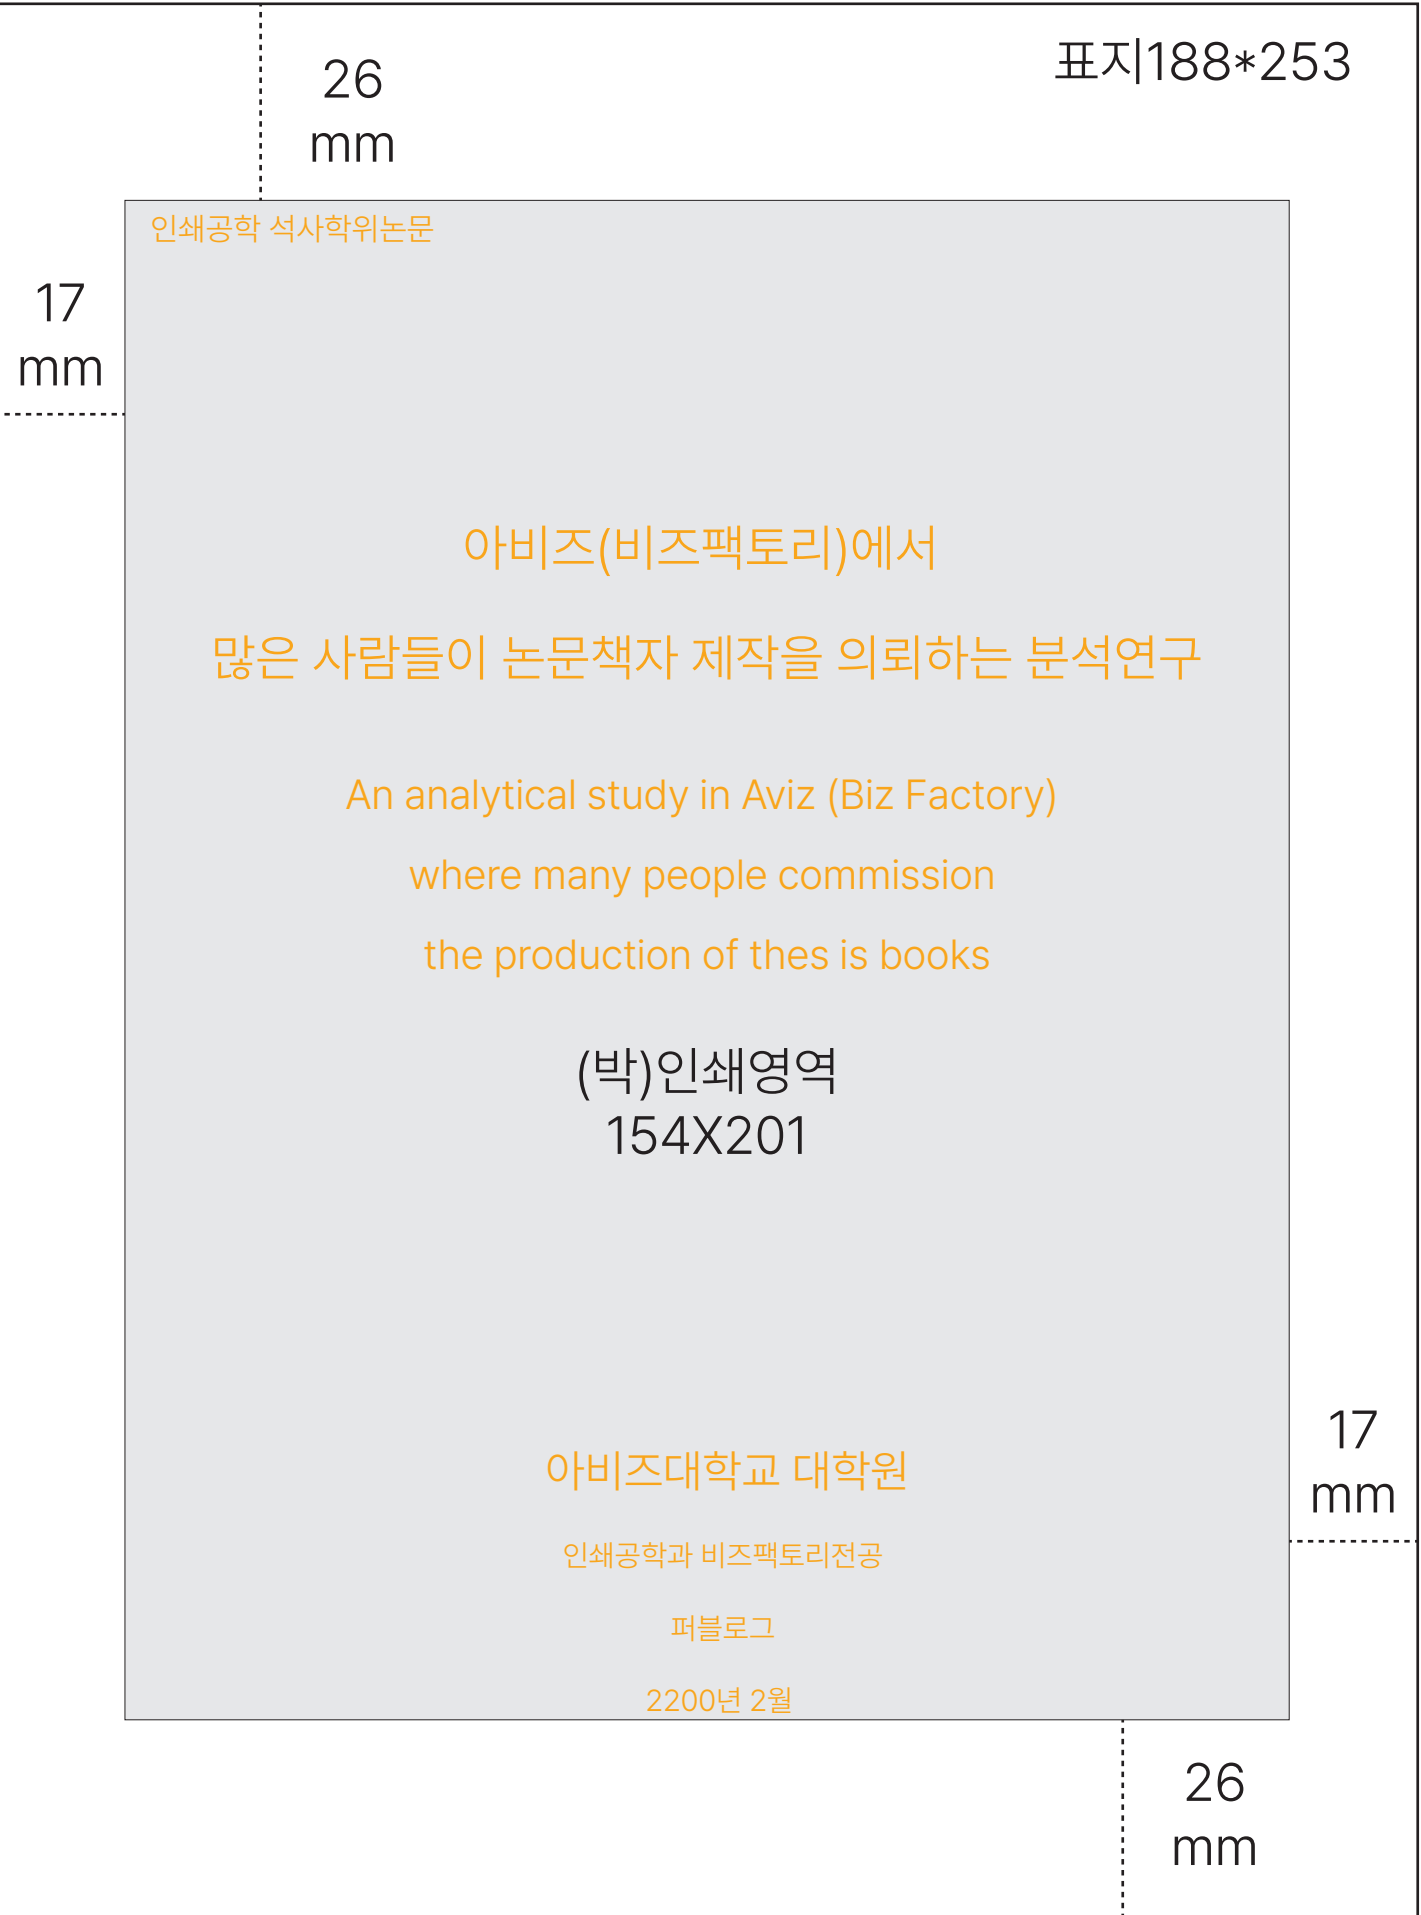 표지188*253
26
mm
인쇄공학 석사학위논문
17
mm
아비즈(비즈팩토리)에서
많은 사람들이 논문책자 제작을 의뢰하는 분석연구
An analytical study in Aviz (Biz Factory)
where many people commission
the production of thes is books
(박)인쇄영역
154X201
아비즈대학교 대학원
17
mm
인쇄공학과 비즈팩토리전공
퍼블로그
2200년 2월
26
mm